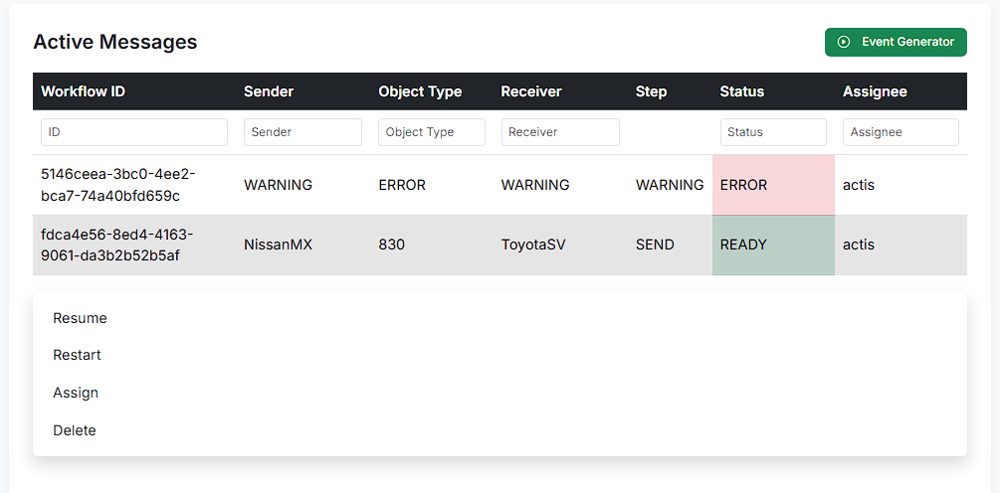 Active Messages
Event Generator
Workflow ID Sender Object Type Receiver Step Status Assignee
ID Sender Object Type Receiver Status Assignee
5146ceea-3bc0-4ee2-
bca7-74a40bfd659c WARNING ERROR WARNING WARNING ERROR actis
fdca4e56-8ed4-4163-
9061-da3b2b52b5af NissanMX 830 ToyotaSV SEND READY actis
Resume
Restart
Assign
Delete